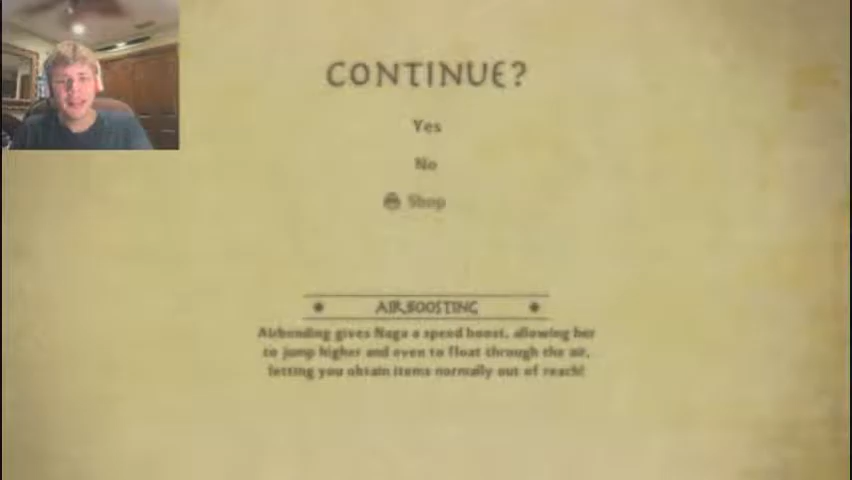 CONTINUE?
Yes
No
Shop
AIRBOOSTING
Airbending gives Naga a speed boost, allowing her
to jump higher and even to float through the air,
letting you obtain items normally out of reach!